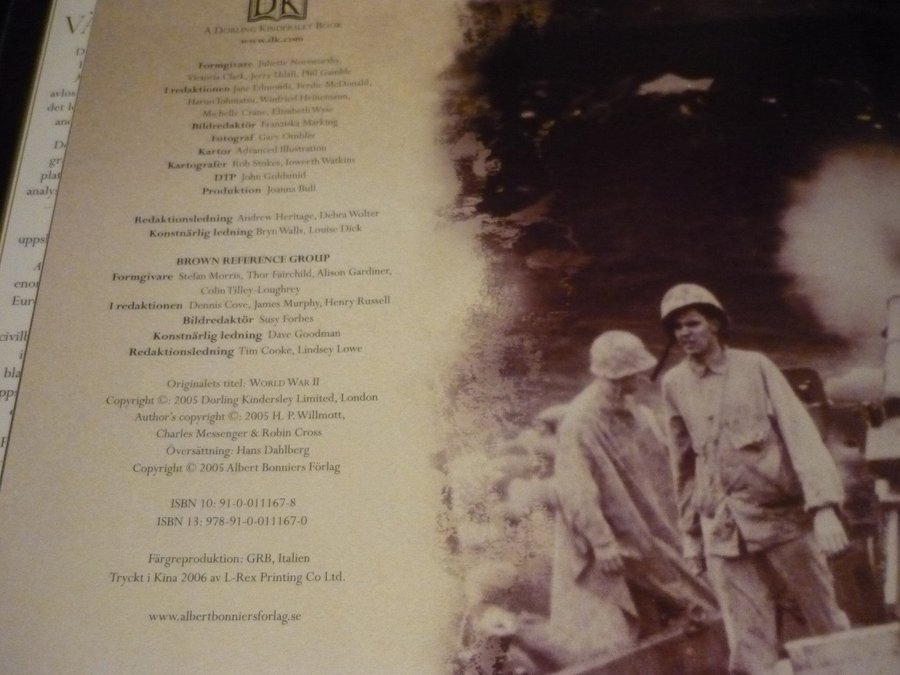 DK
A DORLING KINDERSLEY BOOK
www.dk.com
Formgivare Juliette Norsworthy,
Victoria Clark, Jerry Udall, Phil Gamble
I redaktionen Jane Edmonds, Ferdie McDonald,
Haruo Tohmatsu, Winfried Heinemann,
Michelle Crane, Elizabeth Wyse
Bildredaktör Franziska Marking
Fotograf Gary Ombler
Kartor Advanced Illustration
Kartografer Rob Stokes, Iowerth Watkins
DTP John Goldsmid
Produktion Joanna Bull
Redaktionsledning Andrew Heritage, Debra Wolter
Konstnärlig ledning Bryn Walls, Louise Dick
BROWN REFERENCE GROUP
Formgivare Stefan Morris, Thor Fairchild, Alison Gardiner,
Colin Tilley-Loughrey
I redaktionen Dennis Cove, James Murphy, Henry Russell
Bildredaktör Susy Forbes
Konstnärlig ledning Dave Goodman
Redaktionsledning Tim Cooke, Lindsey Lowe
Originalets titel: WORLD WAR II
Copyright ©: 2005 Dorling Kindersley Limited, London
Author's copyright ©: 2005 H. P. Willmott,
Charles Messenger & Robin Cross
Översättning: Hans Dahlberg
Copyright © 2005 Albert Bonniers Förlag
ISBN 10: 91-0-011167-8
ISBN 13: 978-91-0-011167-0
Färgreproduktion: GRB, Italien
Tryckt i Kina 2006 av L-Rex Printing Co Ltd.
www.albertbonniersforlag.se